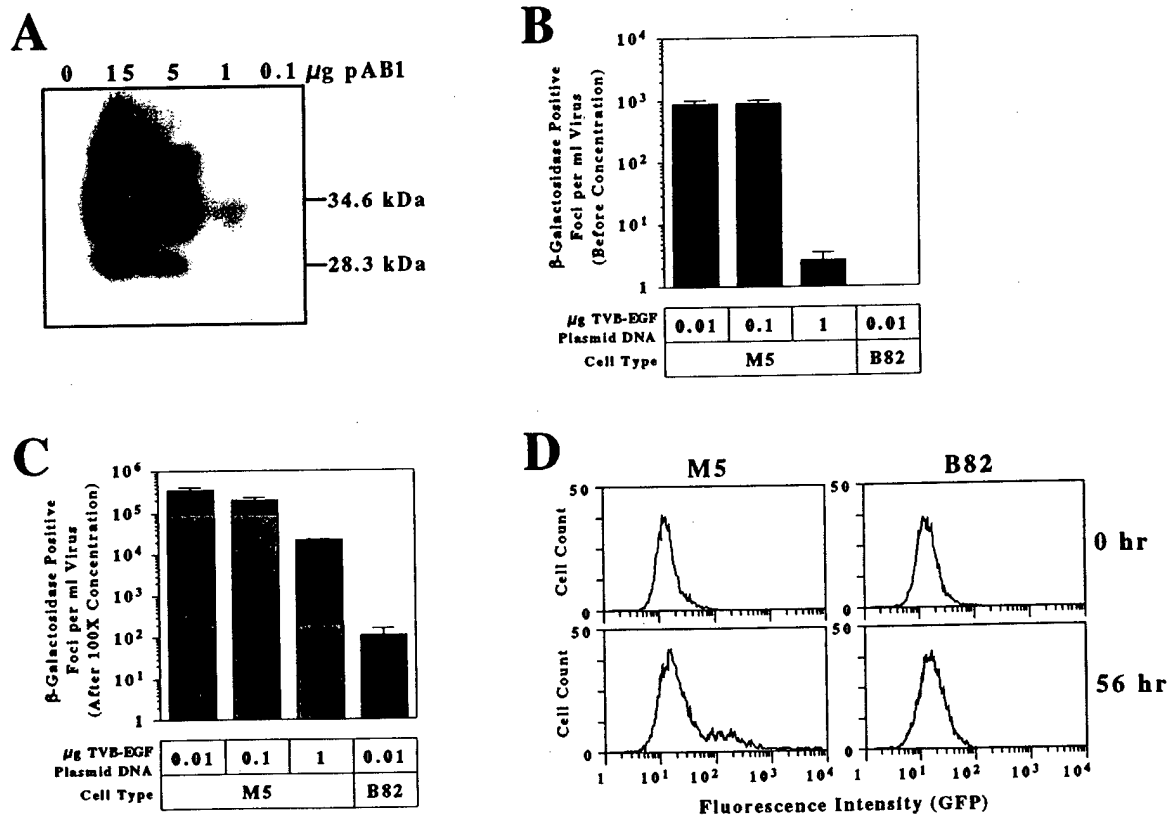 A
0 15 5 1 0.1 µg pAB1
34.6 kDa
28.3 kDa
B
β-Galactosidase Positive
Foci per ml Virus
(Before Concentration)
10⁴
10³
10²
10¹
1
µg TVB-EGF
Plasmid DNA
0.01 0.1 1 0.01
Cell Type M5 B82
C
β-Galactosidase Positive
Foci per ml Virus
(After 100X Concentration)
10⁶
10⁵
10⁴
10³
10²
10¹
1
µg TVB-EGF
Plasmid DNA
0.01 0.1 1 0.01
Cell Type M5 B82
D
M5 B82
50 50
Cell Count
0 0
0 hr
50 50
Cell Count
0 0
56 hr
1 10¹ 10² 10³ 10⁴ 1 10¹ 10² 10³ 10⁴
Fluorescence Intensity (GFP)